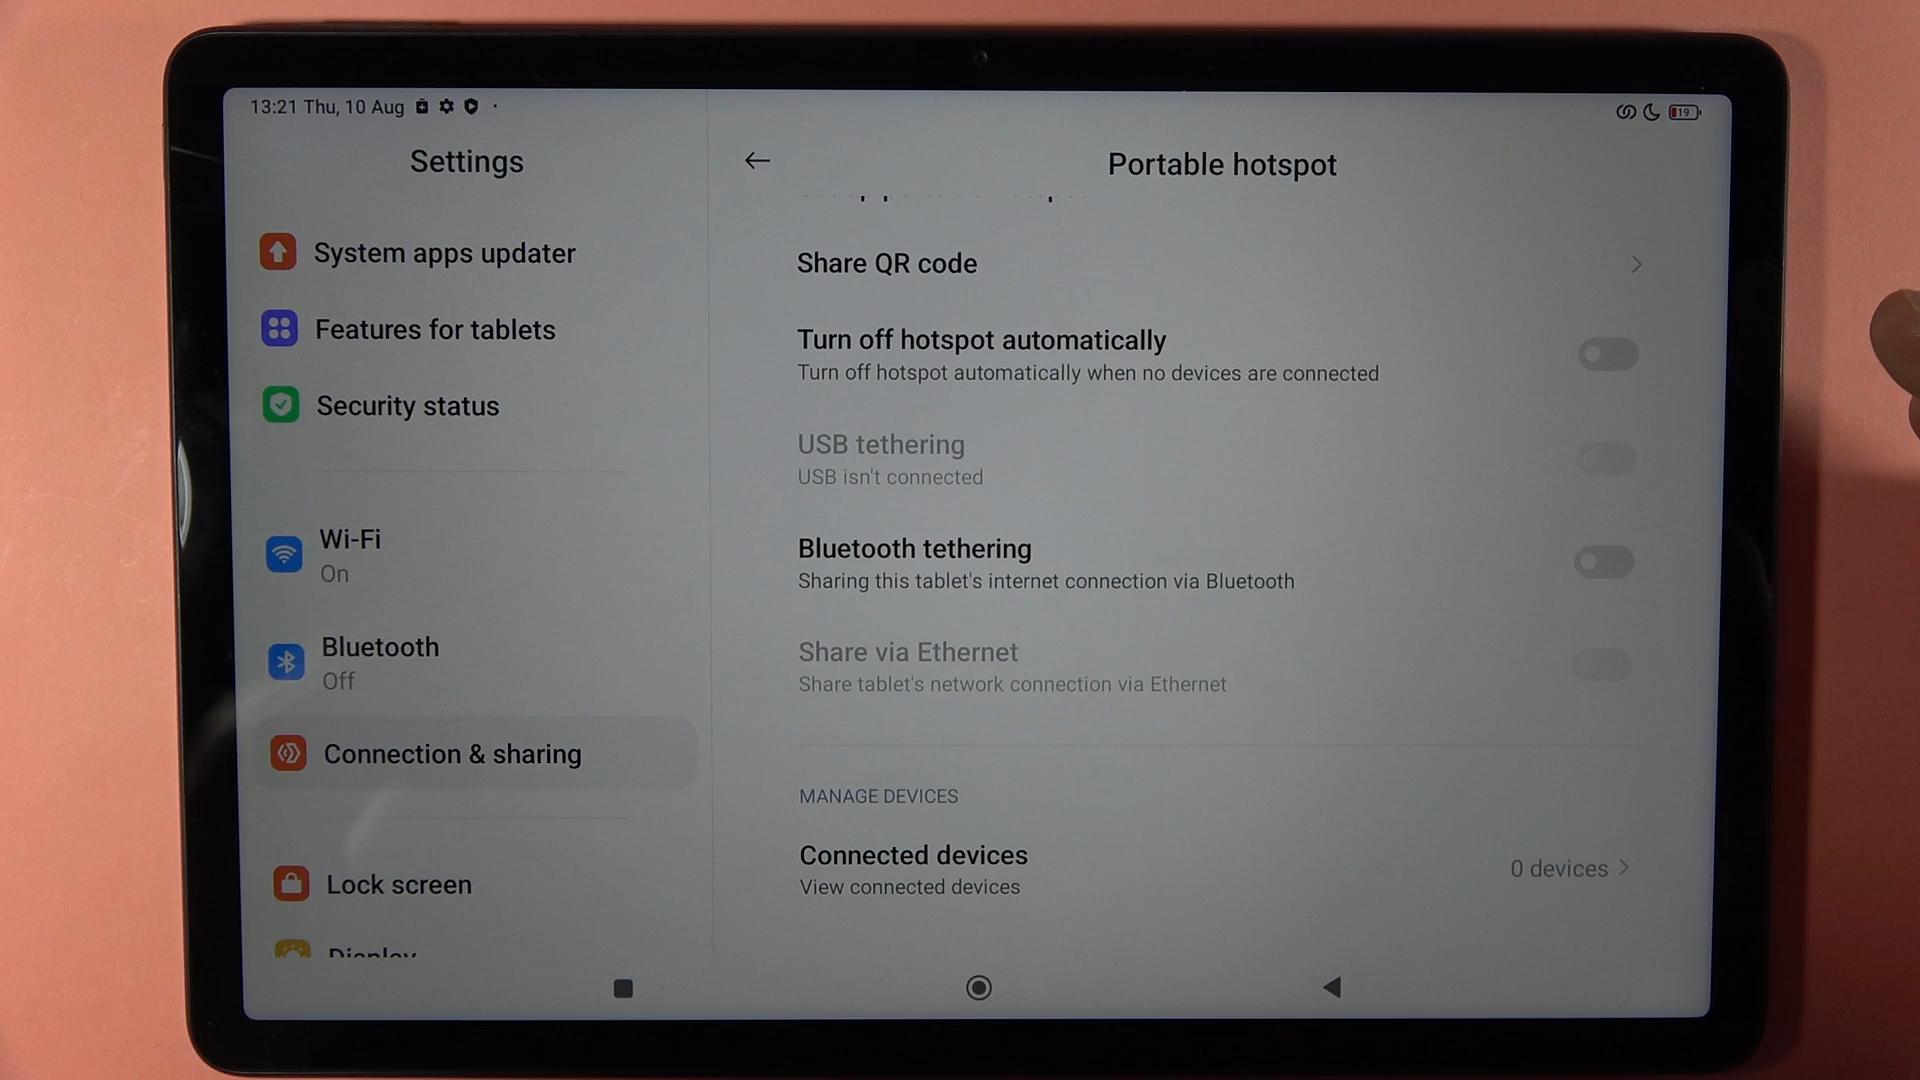 13:21 Thu, 10 Aug
19
Settings
System apps updater
Features for tablets
Security status
Wi-Fi
On
Bluetooth
Off
Connection & sharing
Lock screen
Display
Portable hotspot
Share QR code
Turn off hotspot automatically
Turn off hotspot automatically when no devices are connected
USB tethering
USB isn't connected
Bluetooth tethering
Sharing this tablet's internet connection via Bluetooth
Share via Ethernet
Share tablet's network connection via Ethernet
MANAGE DEVICES
Connected devices
View connected devices
0 devices